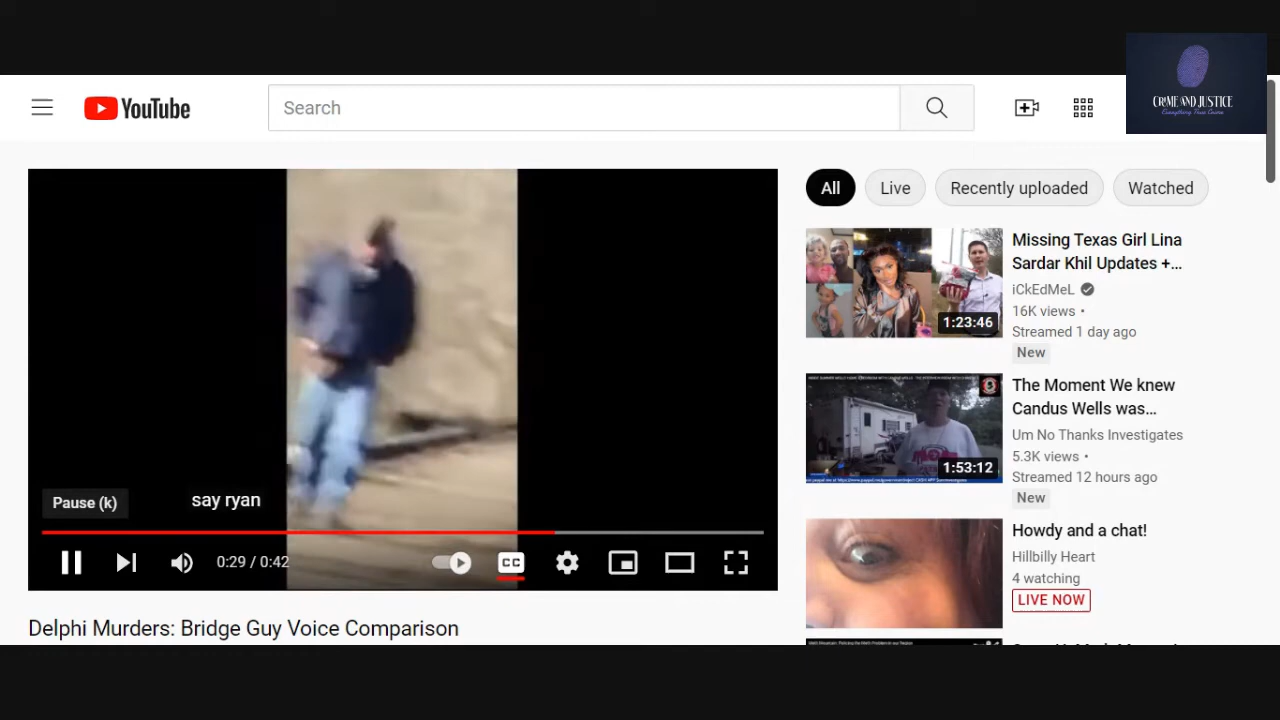 YouTube
Search
CRIME AND JUSTICE
Everything True Crime
All
Live
Recently uploaded
Watched
Missing Texas Girl Lina
Sardar Khil Updates +...
iCkEdMeL
16K views •
Streamed 1 day ago
New
1:23:46
The Moment We knew
Candus Wells was...
Um No Thanks Investigates
5.3K views •
Streamed 12 hours ago
New
1:53:12
Howdy and a chat!
Hillbilly Heart
4 watching
LIVE NOW
Pause (k)
say ryan
0:29 / 0:42
CC
Delphi Murders: Bridge Guy Voice Comparison